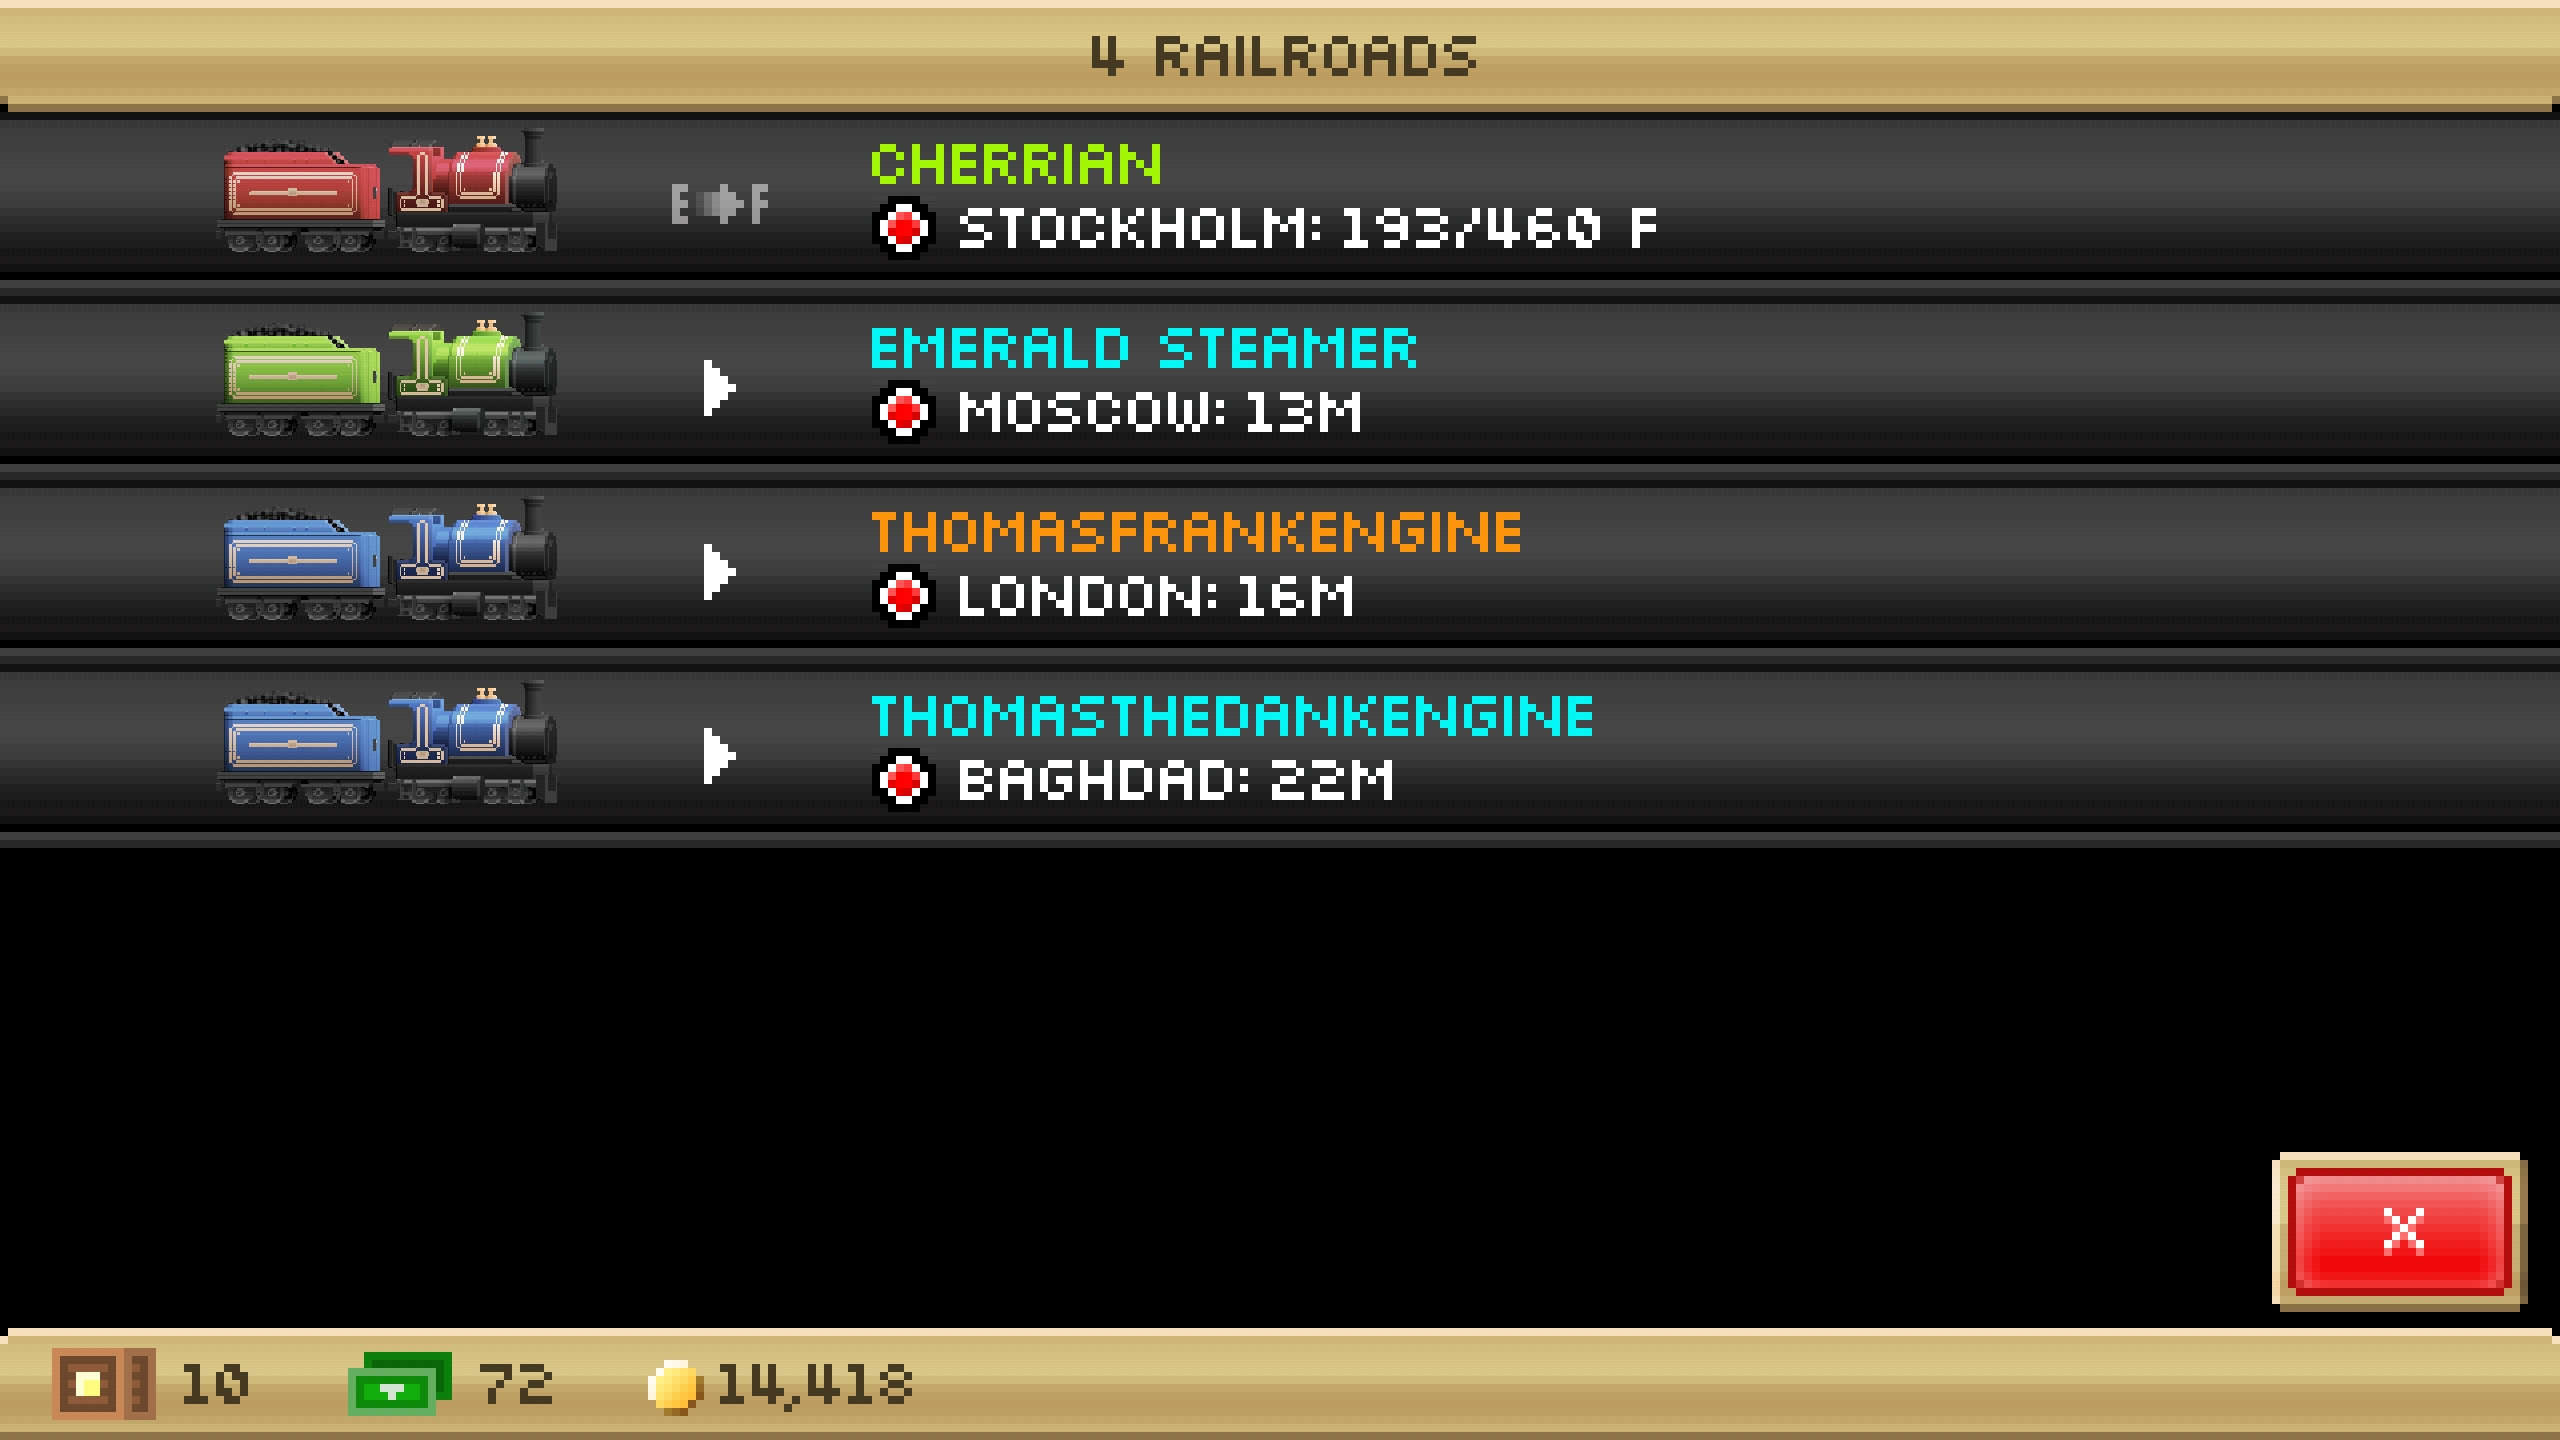 4 RAILROADS
CHERRIAN
E F
STOCKHOLM: 193/460 F
EMERALD STEAMER
MOSCOW: 13M
THOMASFRANKENGINE
LONDON: 16M
THOMASTHEDANKENGINE
BAGHDAD: 22M
X
10 72 14,418